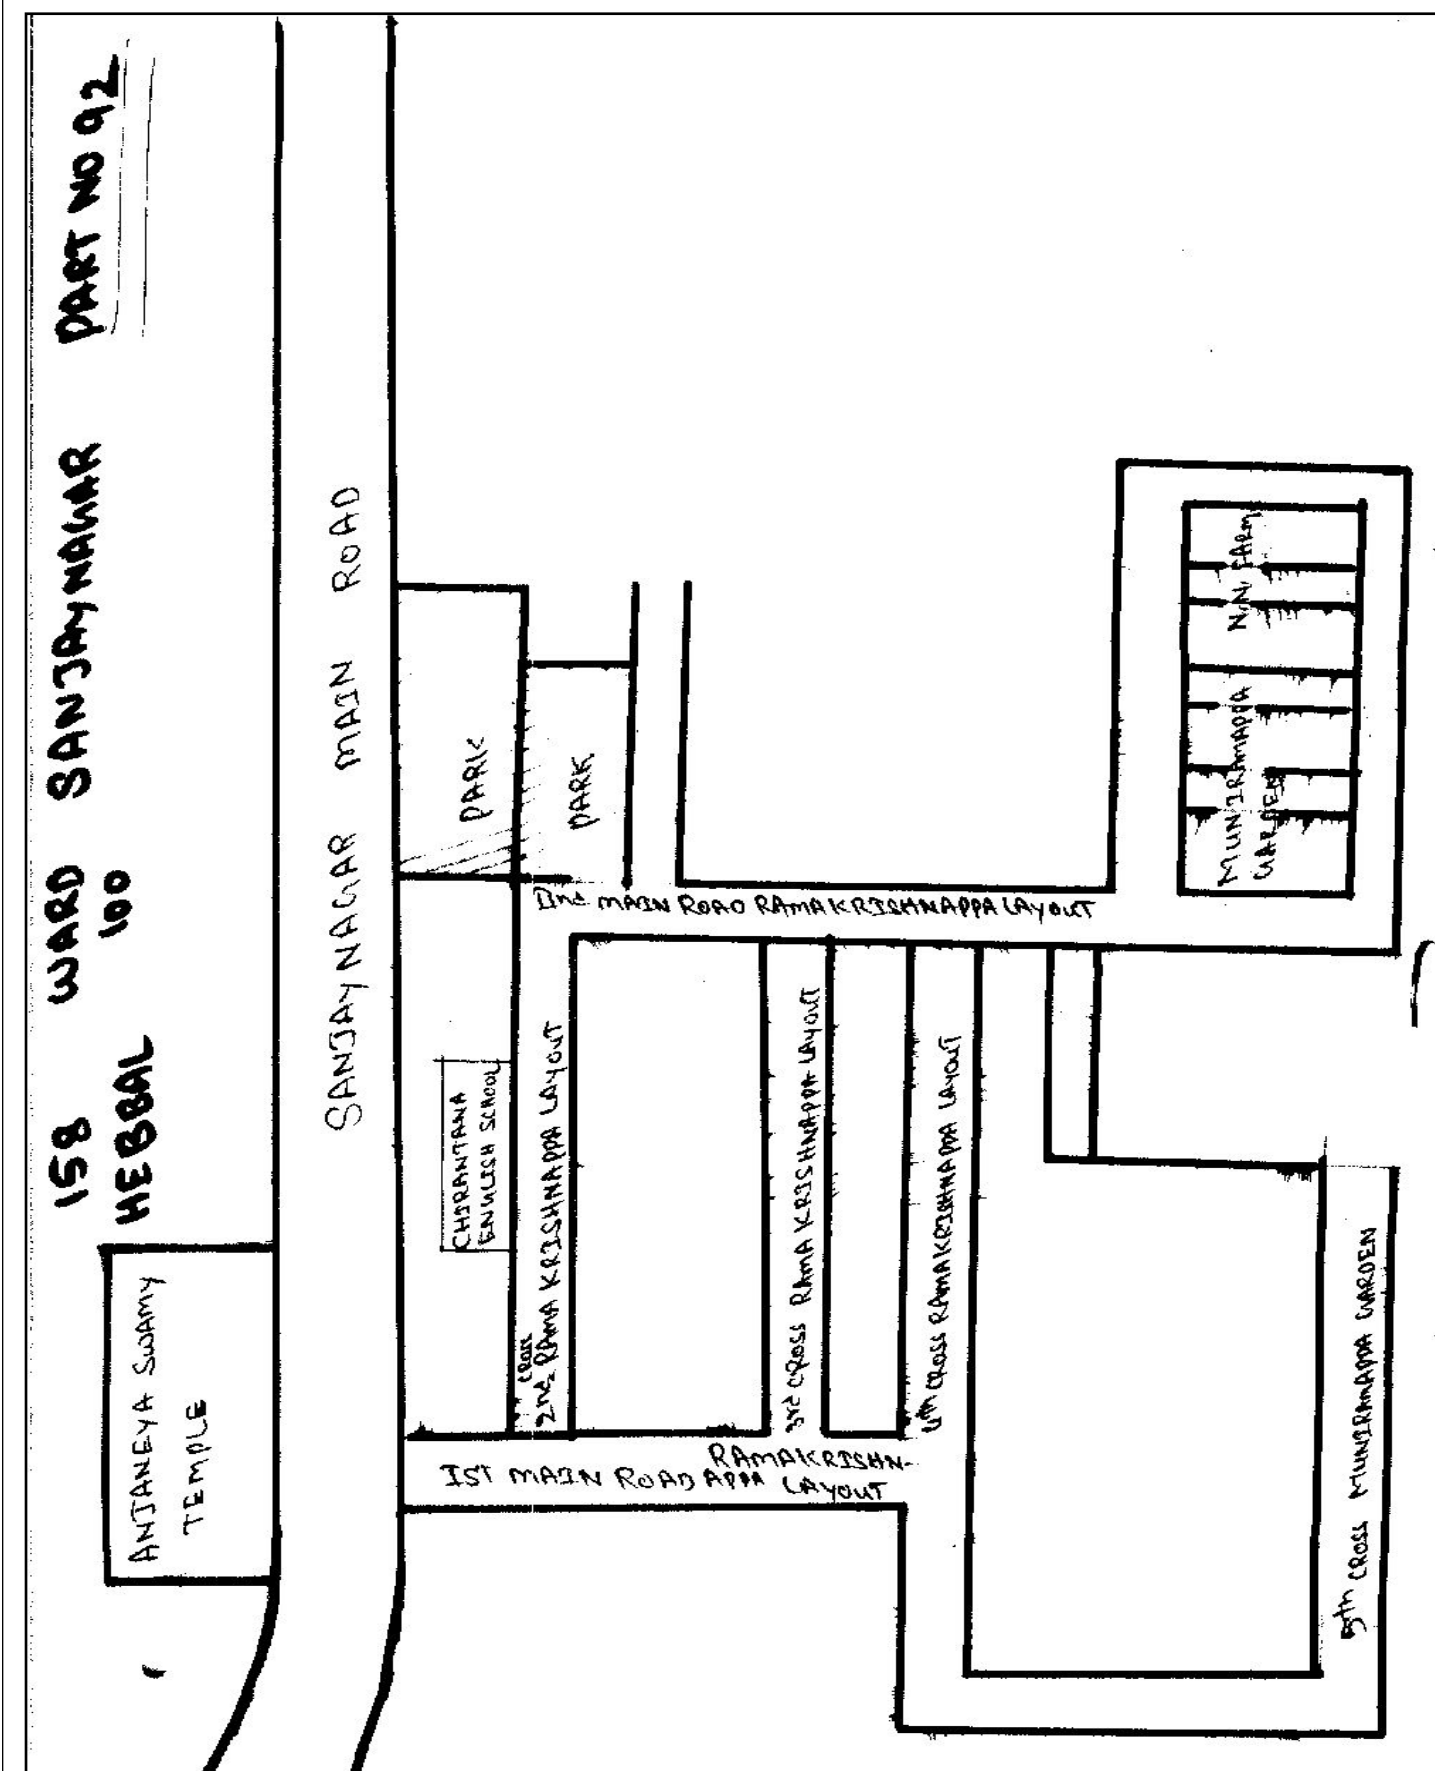 158 WARD SANJAYNAGAR PART NO 92
HEBBAL 100
ANJANEYA SWAMY
TEMPLE
SANJAYNAGAR MAIN ROAD
PARK
PARK
CHIRANTANA
ENGLISH SCHOOL
CROSS
2nd RAMA KRISHNAPPA LAYOUT
IInd MAIN ROAD RAMAKRISHNAPPA LAYOUT
3rd CROSS RAMA KRISHNAPPA LAYOUT
4th CROSS RAMAKRISHNAPPA LAYOUT
RAMAKRISHN-
IST MAIN ROAD APPA LAYOUT
MUNIRAMAPPA N.N. FARM
GARDEN
5th CROSS MUNIRAMAPPA GARDEN